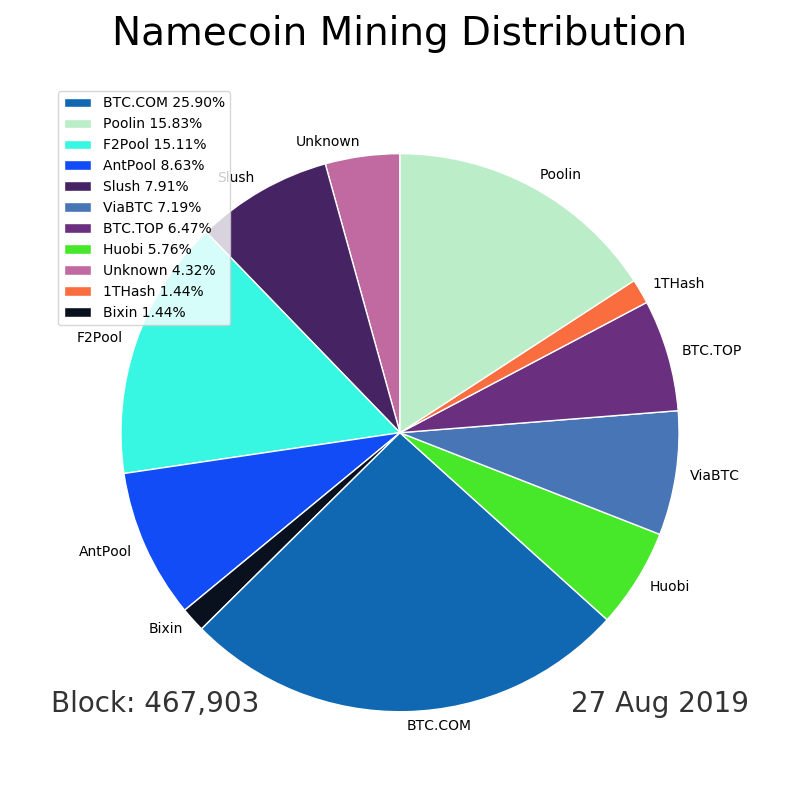 Namecoin Mining Distribution
BTC.COM 25.90%
Poolin 15.83%
F2Pool 15.11%
AntPool 8.63%
Slush 7.91%
ViaBTC 7.19%
BTC.TOP 6.47%
Huobi 5.76%
Unknown 4.32%
1THash 1.44%
Bixin 1.44%
Unknown
Slush
Poolin
1THash
BTC.TOP
F2Pool
ViaBTC
AntPool
Huobi
Bixin
BTC.COM
Block: 467,903
27 Aug 2019